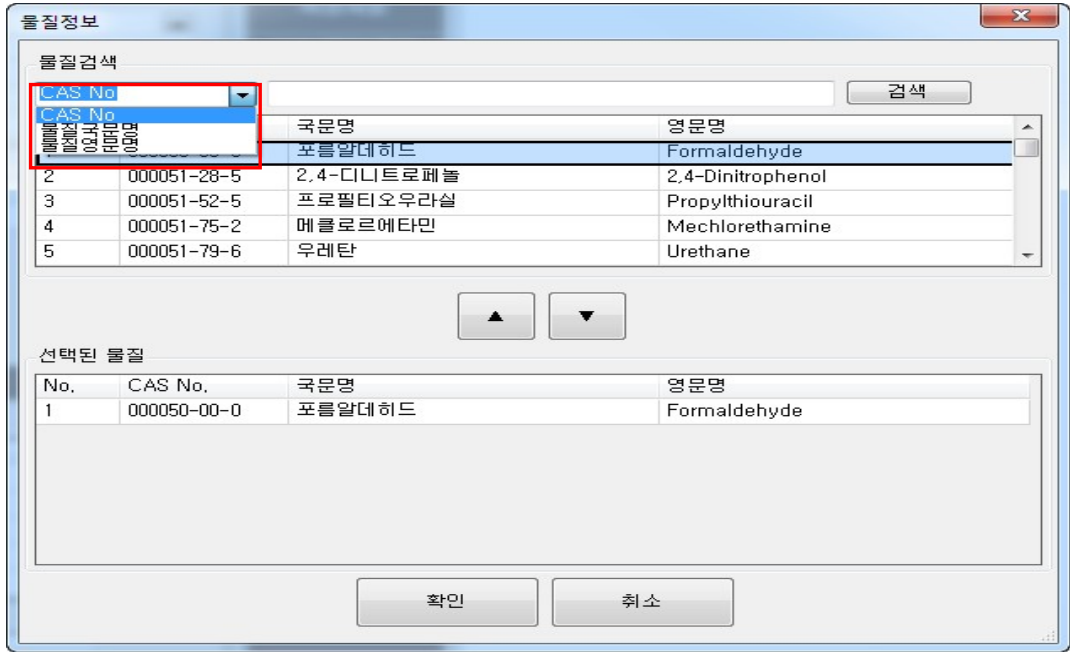 물질정보
물질검색
CAS No 검색
CAS No
물질국문명
물질영문명
국문명 영문명
포름알데히드 Formaldehyde
2 000051-28-5 2,4-디니트로페놀 2,4-Dinitrophenol
3 000051-52-5 프로필티오우라실 Propylthiouracil
4 000051-75-2 메클로르에타민 Mechlorethamine
5 000051-79-6 우레탄 Urethane
▲ ▼
선택된 물질
No. CAS No. 국문명 영문명
1 000050-00-0 포름알데히드 Formaldehyde
확인 취소